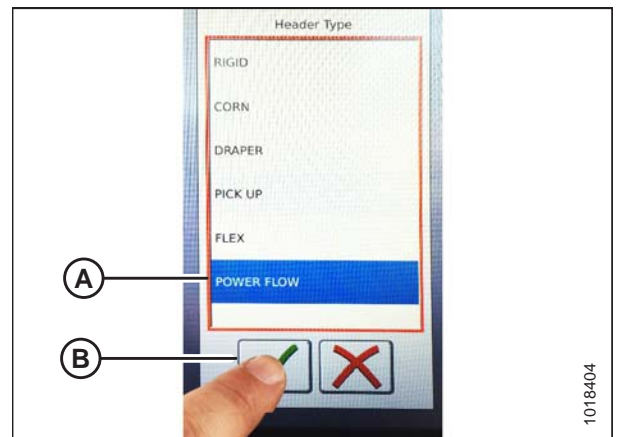 Header Type
RIGID
CORN
DRAPER
PICK UP
FLEX
A
POWER FLOW
B
1018404